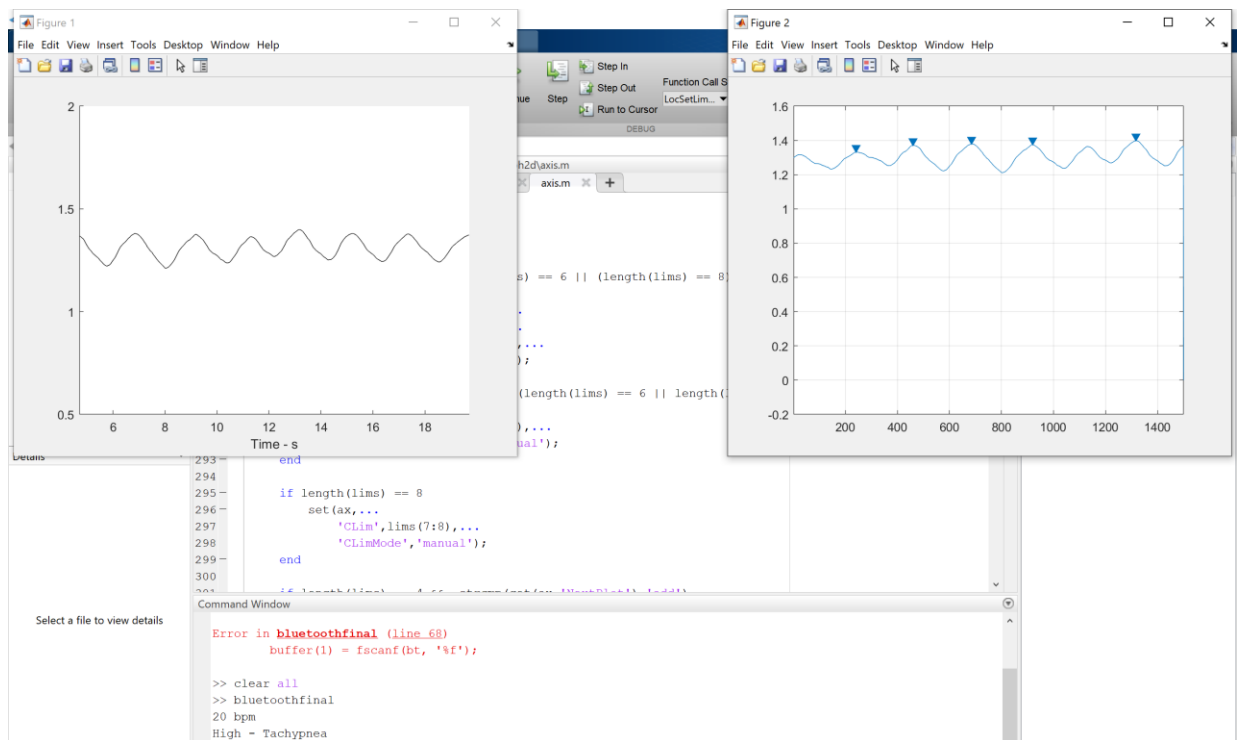 Figure 1
File Edit View Insert Tools Desktop Window Help
2
1.5
1
0.5
6 8 10 12 14 16 18
Time - s
Step
Step In
Step Out
Run to Cursor
Function Call S
LocSetLim...
DEBUG
Figure 2
File Edit View Insert Tools Desktop Window Help
1.6
1.4
1.2
1
0.8
0.6
0.4
0.2
0
-0.2
200 400 600 800 1000 1200 1400
h2d\axis.m
axis.m
s) == 6 || (length(lims) == 8)
,...
);
(length(lims) == 6 || length(
),...
ual');
Details
293 end
294
295 if length(lims) == 8
296 set(ax,...
297 'CLim',lims(7:8),...
298 'CLimMode','manual');
299 end
300
Select a file to view details
Command Window
Error in bluetoothfinal (line 68)
buffer(1) = fscanf(bt, '%f');
>> clear all
>> bluetoothfinal
20 bpm
High - Tachypnea